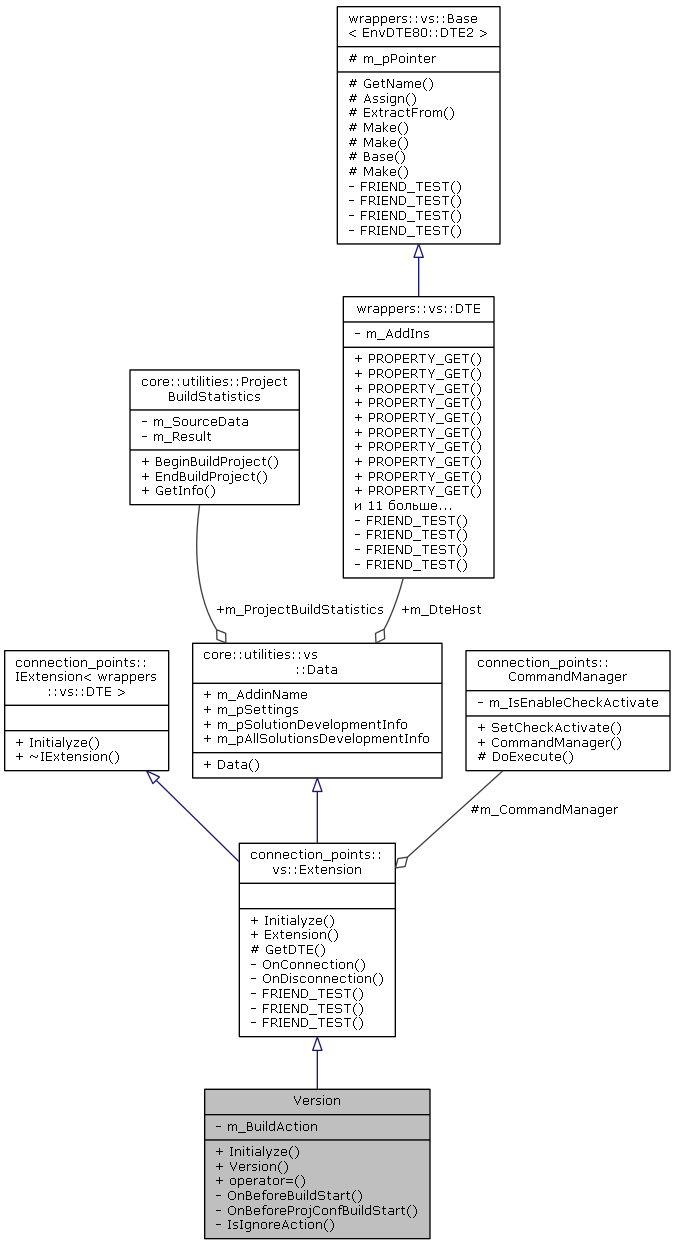 wrappers::vs::Base
< EnvDTE80::DTE2 >
# m_pPointer
# GetName()
# Assign()
# ExtractFrom()
# Make()
# Make()
# Base()
# Make()
- FRIEND_TEST()
- FRIEND_TEST()
- FRIEND_TEST()
- FRIEND_TEST()
wrappers::vs::DTE
- m_AddIns
+ PROPERTY_GET()
+ PROPERTY_GET()
+ PROPERTY_GET()
+ PROPERTY_GET()
+ PROPERTY_GET()
+ PROPERTY_GET()
+ PROPERTY_GET()
+ PROPERTY_GET()
+ PROPERTY_GET()
+ PROPERTY_GET()
и 11 больше...
- FRIEND_TEST()
- FRIEND_TEST()
- FRIEND_TEST()
- FRIEND_TEST()
core::utilities::Project
BuildStatistics
- m_SourceData
- m_Result
+ BeginBuildProject()
+ EndBuildProject()
+ GetInfo()
+m_ProjectBuildStatistics
+m_DteHost
connection_points::
IExtension< wrappers
::vs::DTE >
+ Initialyze()
+ ~IExtension()
core::utilities::vs
::Data
+ m_AddinName
+ m_pSettings
+ m_pSolutionDevelopmentInfo
+ m_pAllSolutionsDevelopmentInfo
+ Data()
connection_points::
CommandManager
- m_IsEnableCheckActivate
+ SetCheckActivate()
+ CommandManager()
# DoExecute()
#m_CommandManager
connection_points::
vs::Extension
+ Initialyze()
+ Extension()
# GetDTE()
- OnConnection()
- OnDisconnection()
- FRIEND_TEST()
- FRIEND_TEST()
- FRIEND_TEST()
Version
- m_BuildAction
+ Initialyze()
+ Version()
+ operator=()
- OnBeforeBuildStart()
- OnBeforeProjConfBuildStart()
- IsIgnoreAction()